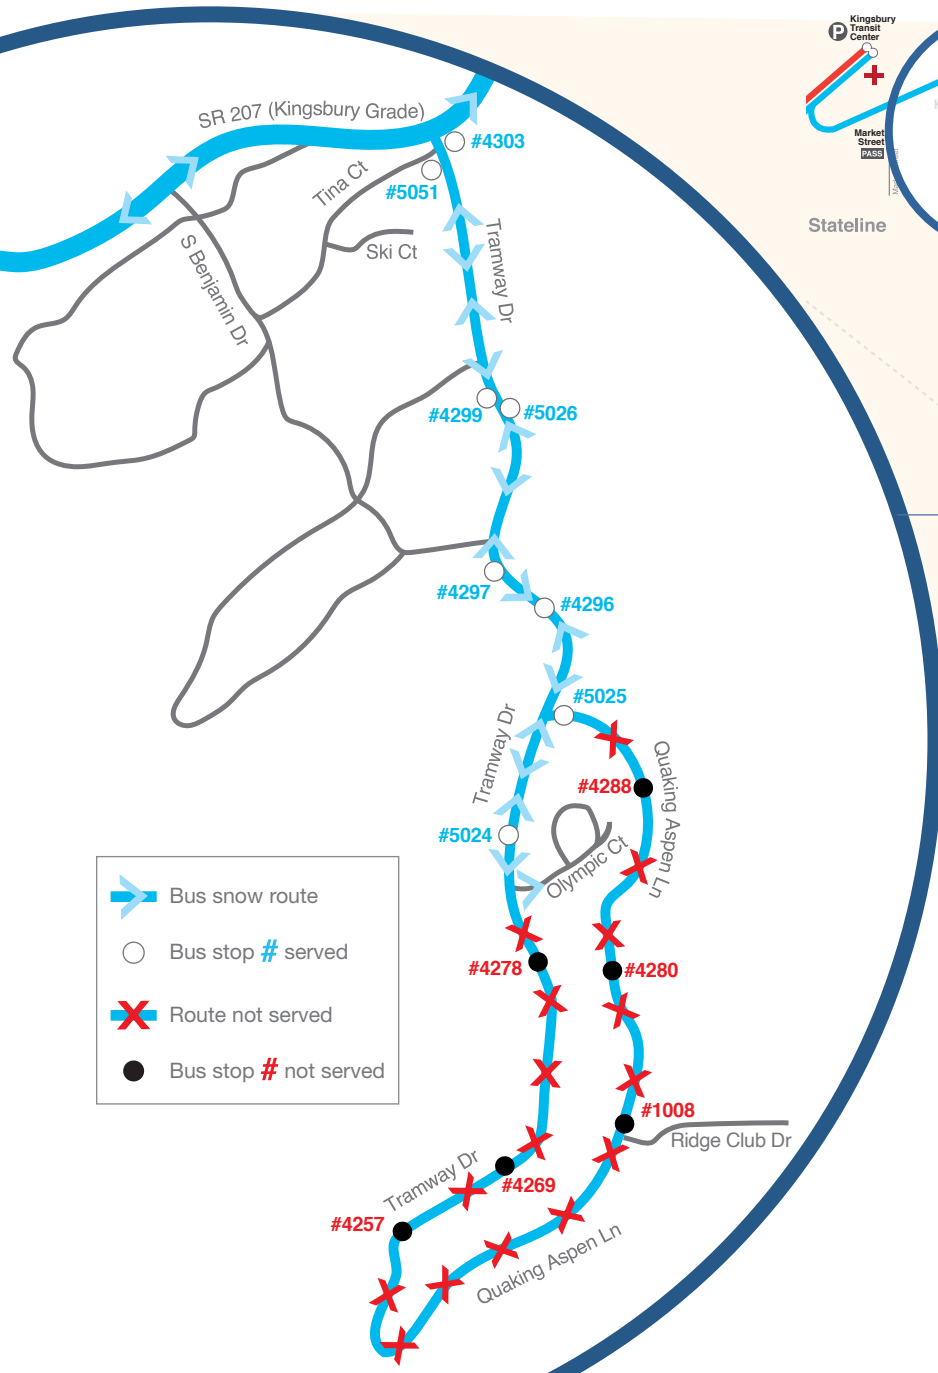 Kingsbury
Transit
Center
P
Market
Street
PASS
Stateline
SR 207 (Kingsbury Grade)
#4303
Tina Ct
#5051
Ski Ct
S Benjamin Dr
Tramway Dr
#4299
#5026
#4297
#4296
#5025
Tramway Dr
Quaking Aspen Ln
#4288
#5024
Olympic Ct
Bus snow route
Bus stop # served
Route not served
Bus stop # not served
#4278
#4280
#1008
Ridge Club Dr
Tramway Dr
#4269
#4257
Quaking Aspen Ln